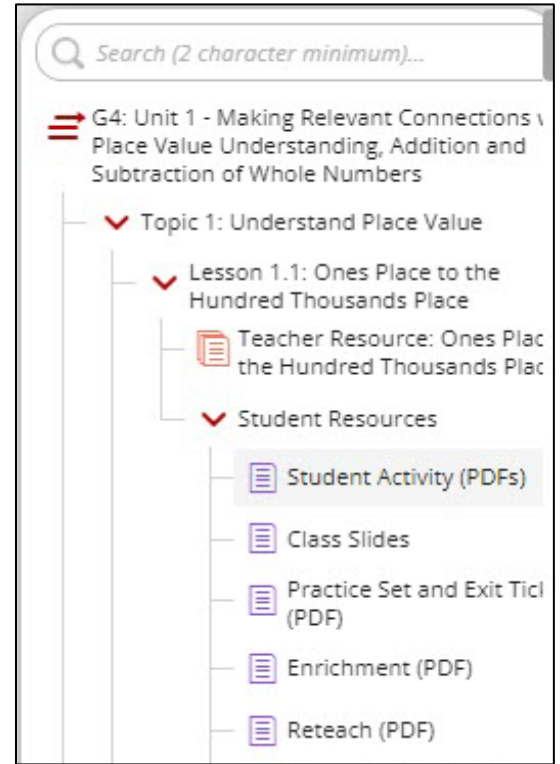 Search (2 character minimum)...
G4: Unit 1 - Making Relevant Connections
Place Value Understanding, Addition and
Subtraction of Whole Numbers
Topic 1: Understand Place Value
Lesson 1.1: Ones Place to the
Hundred Thousands Place
Teacher Resource: Ones Plac
the Hundred Thousands Plac
Student Resources
Student Activity (PDFs)
Class Slides
Practice Set and Exit Tick
(PDF)
Enrichment (PDF)
Reteach (PDF)